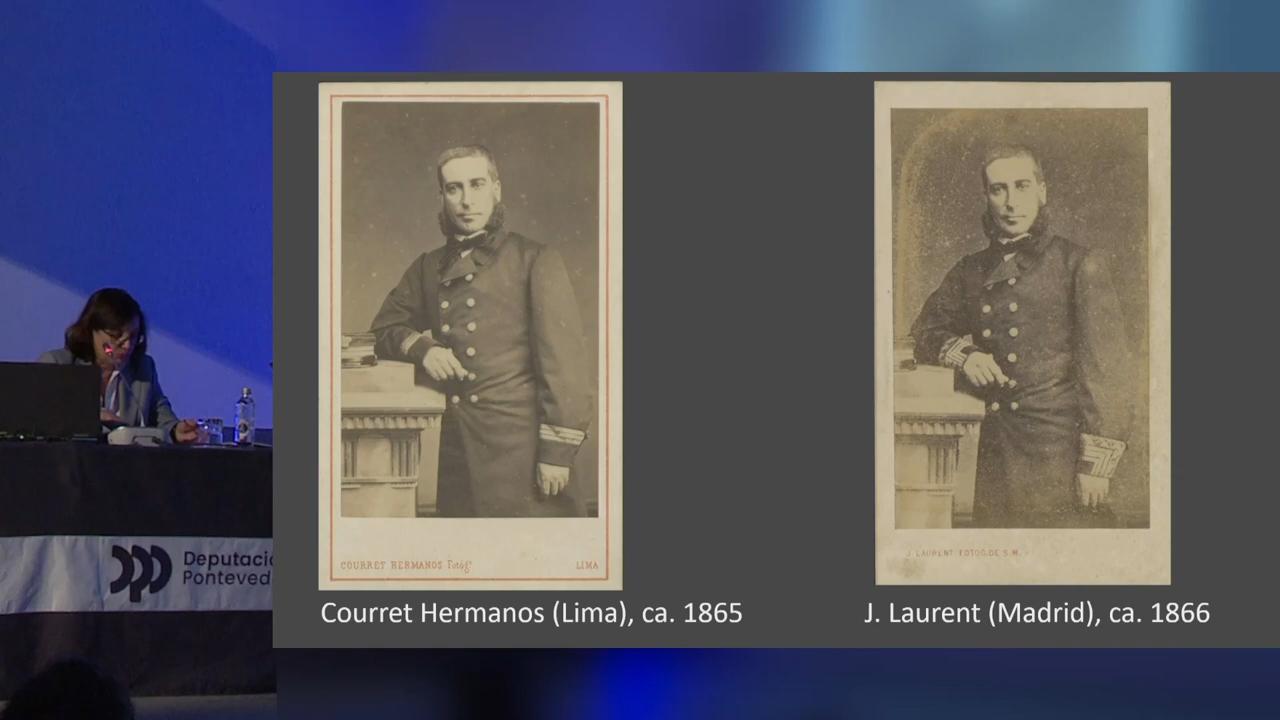 COURRET HERMANOS Fotógs
LIMA
J. LAURENT FOTOG. DE S.M.
Courret Hermanos (Lima), ca. 1865
J. Laurent (Madrid), ca. 1866
Deputació
Ponteved